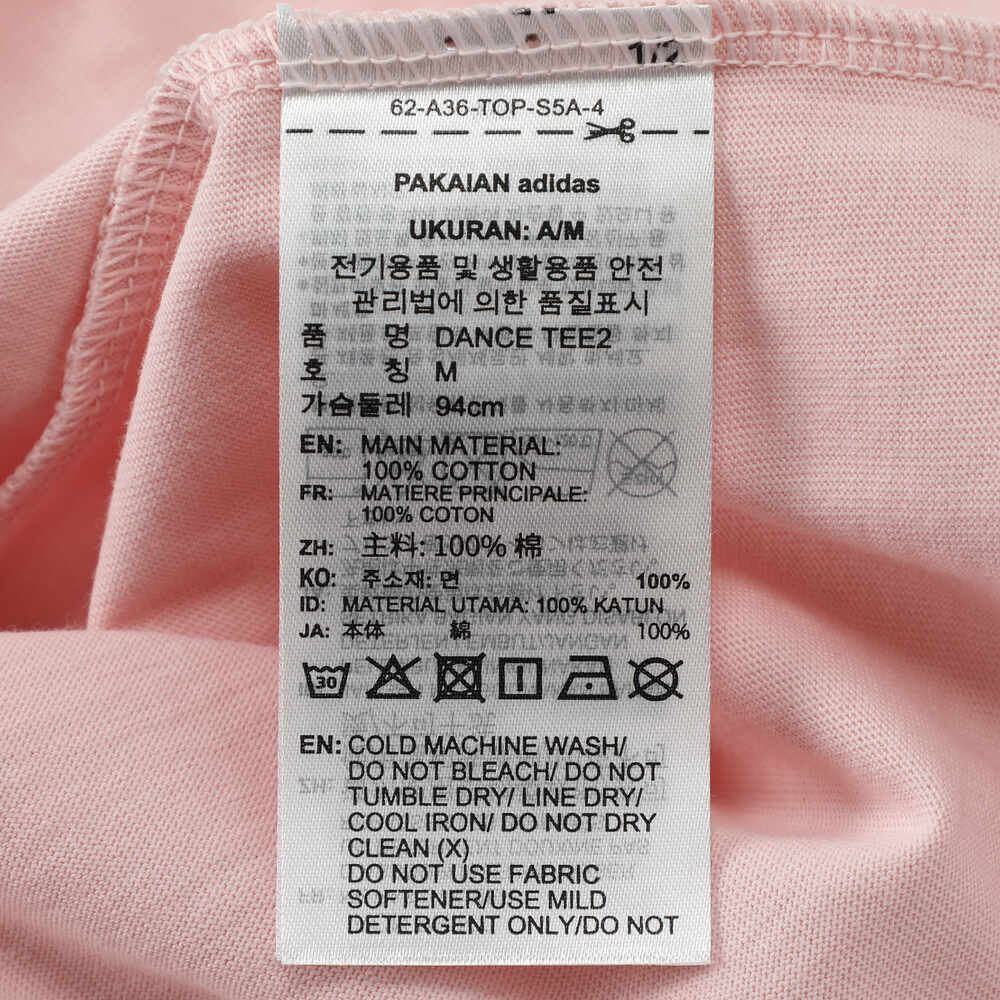 1/2
62-A36-TOP-S5A-4
PAKAIAN adidas
UKURAN: A/M
전기용품 및 생활용품 안전
관리법에 의한 품질표시
품 명 DANCE TEE2
호 칭 M
가슴둘레 94cm
EN: MAIN MATERIAL:
100% COTTON
FR: MATIERE PRINCIPALE:
100% COTON
ZH: 主料: 100% 棉
KO: 주소재: 면 100%
ID: MATERIAL UTAMA: 100% KATUN
JA: 本体 綿 100%
30
EN: COLD MACHINE WASH/
DO NOT BLEACH/ DO NOT
TUMBLE DRY/ LINE DRY/
COOL IRON/ DO NOT DRY
CLEAN (X)
DO NOT USE FABRIC
SOFTENER/USE MILD
DETERGENT ONLY/DO NOT